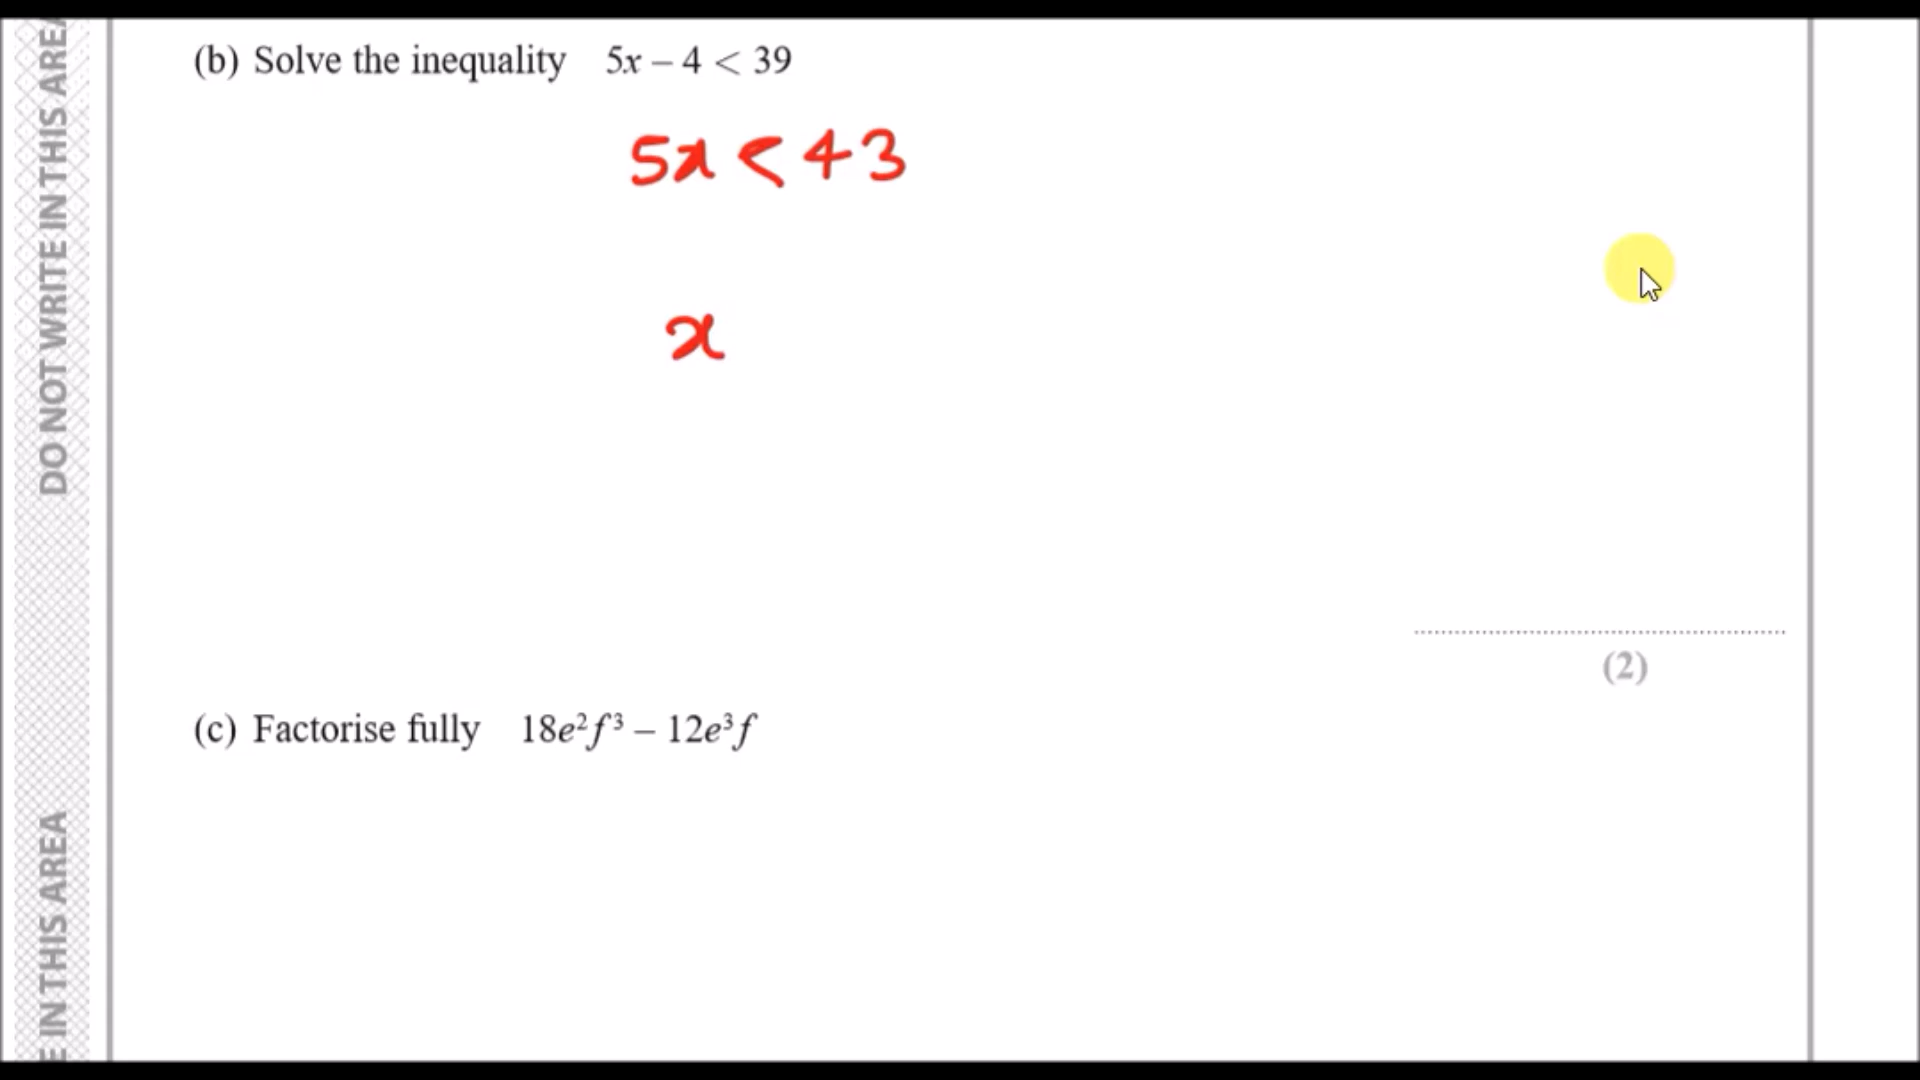 DO NOT WRITE IN THIS AREA
(b) Solve the inequality 5x – 4 < 39
5x < 43
x
(2)
(c) Factorise fully 18e²f³ – 12e³f
E IN THIS AREA